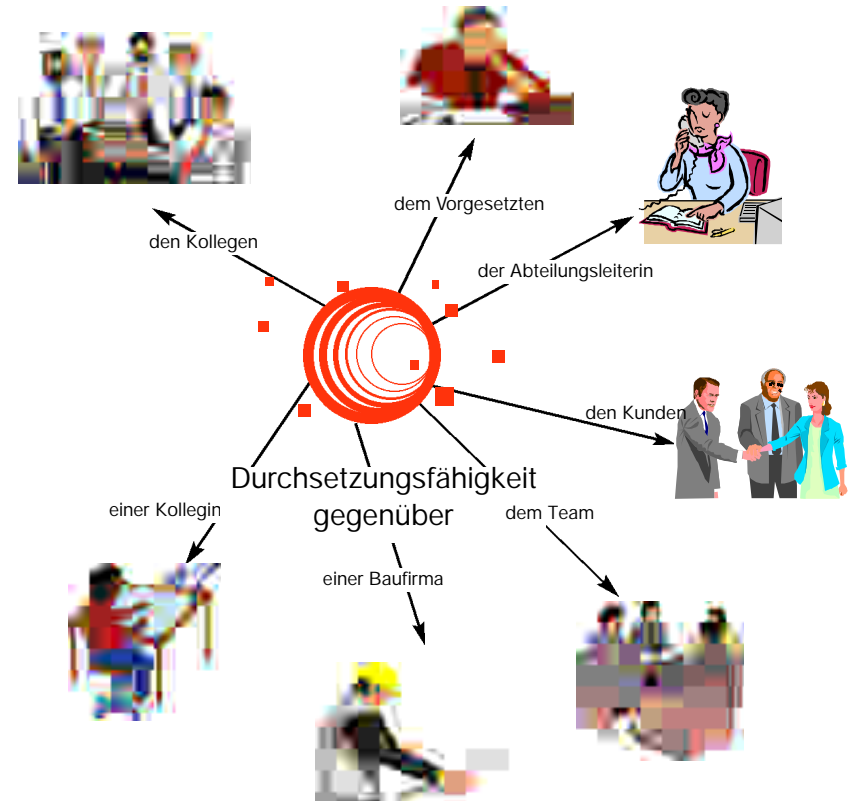 dem Vorgesetzten
den Kollegen
der Abteilungsleiterin
den Kunden
Durchsetzungsfähigkeit
gegenüber
einer Kollegin
dem Team
einer Baufirma